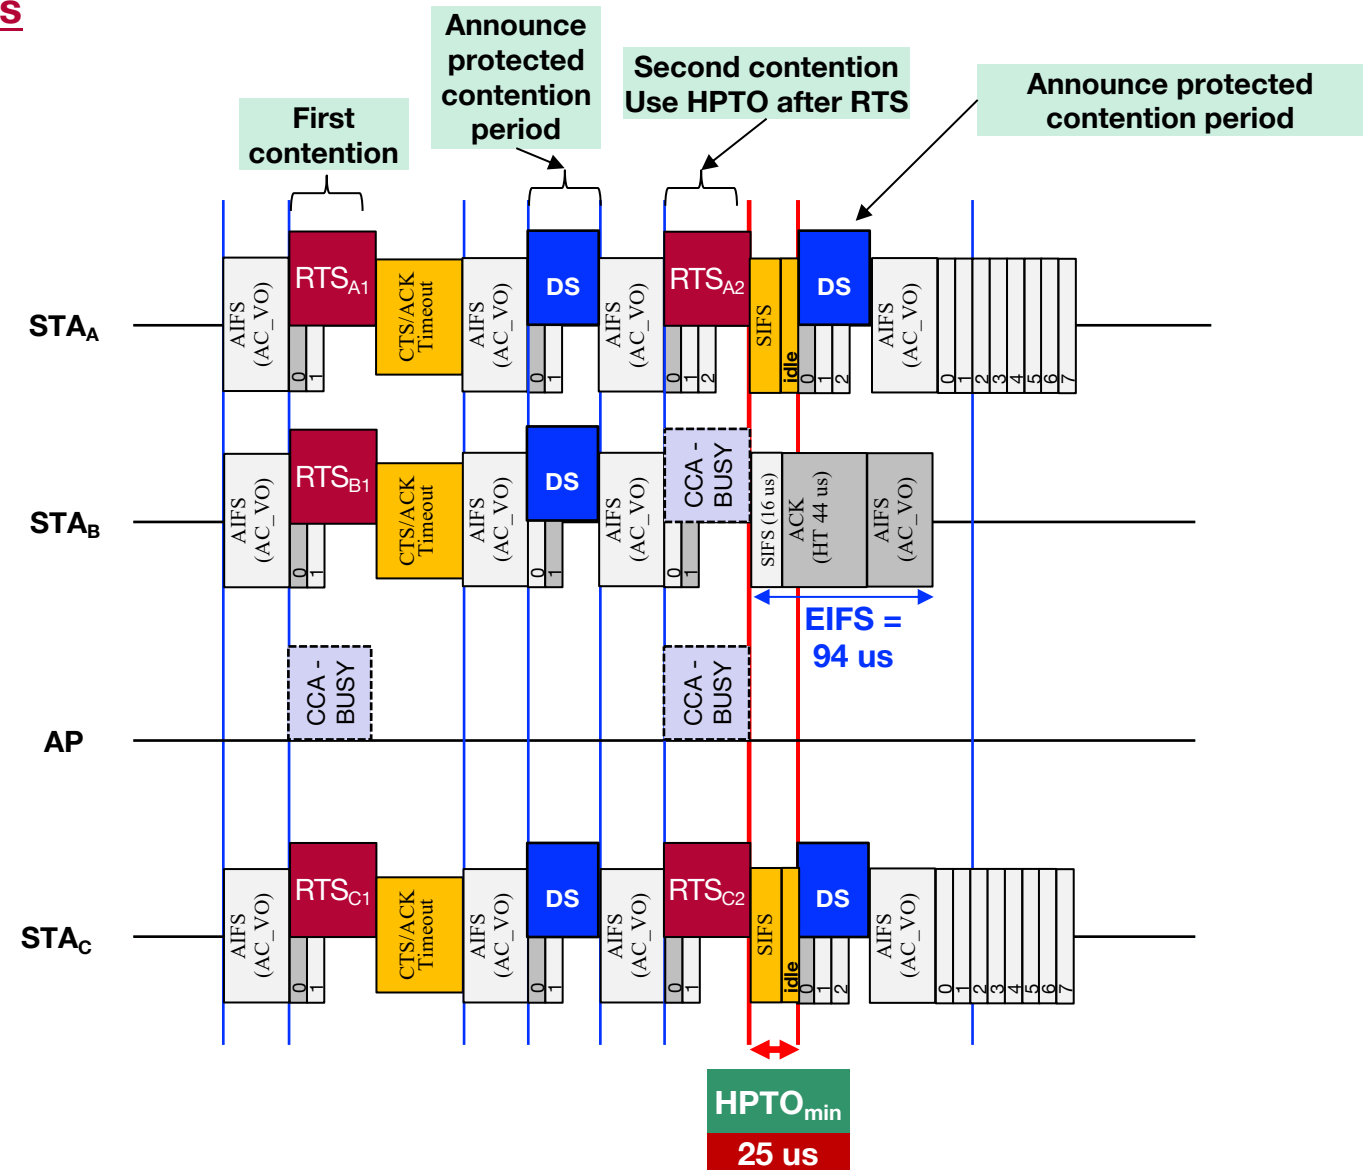 s
Announce
protected
contention
period
Second contention
Use HPTO after RTS
Announce protected
contention period
First
contention
STAA
AIFS
(AC_VO)
RTSA1
0
1
CTS/ACK
Timeout
AIFS
(AC_VO)
DS
0
1
AIFS
(AC_VO)
RTSA2
0
1
2
SIFS
idle
DS
0
1
2
AIFS
(AC_VO)
0
1
2
3
4
5
6
7
STAB
AIFS
(AC_VO)
RTSB1
0
1
CTS/ACK
Timeout
AIFS
(AC_VO)
DS
0
1
AIFS
(AC_VO)
CCA -
BUSY
0
1
SIFS (16 us)
ACK
(HT 44 us)
AIFS
(AC_VO)
EIFS =
94 us
AP
CCA -
BUSY
CCA -
BUSY
STAC
AIFS
(AC_VO)
RTSC1
0
1
CTS/ACK
Timeout
AIFS
(AC_VO)
DS
0
1
AIFS
(AC_VO)
RTSC2
0
1
SIFS
idle
DS
0
1
2
AIFS
(AC_VO)
0
1
2
3
4
5
6
7
HPTOmin
25 us